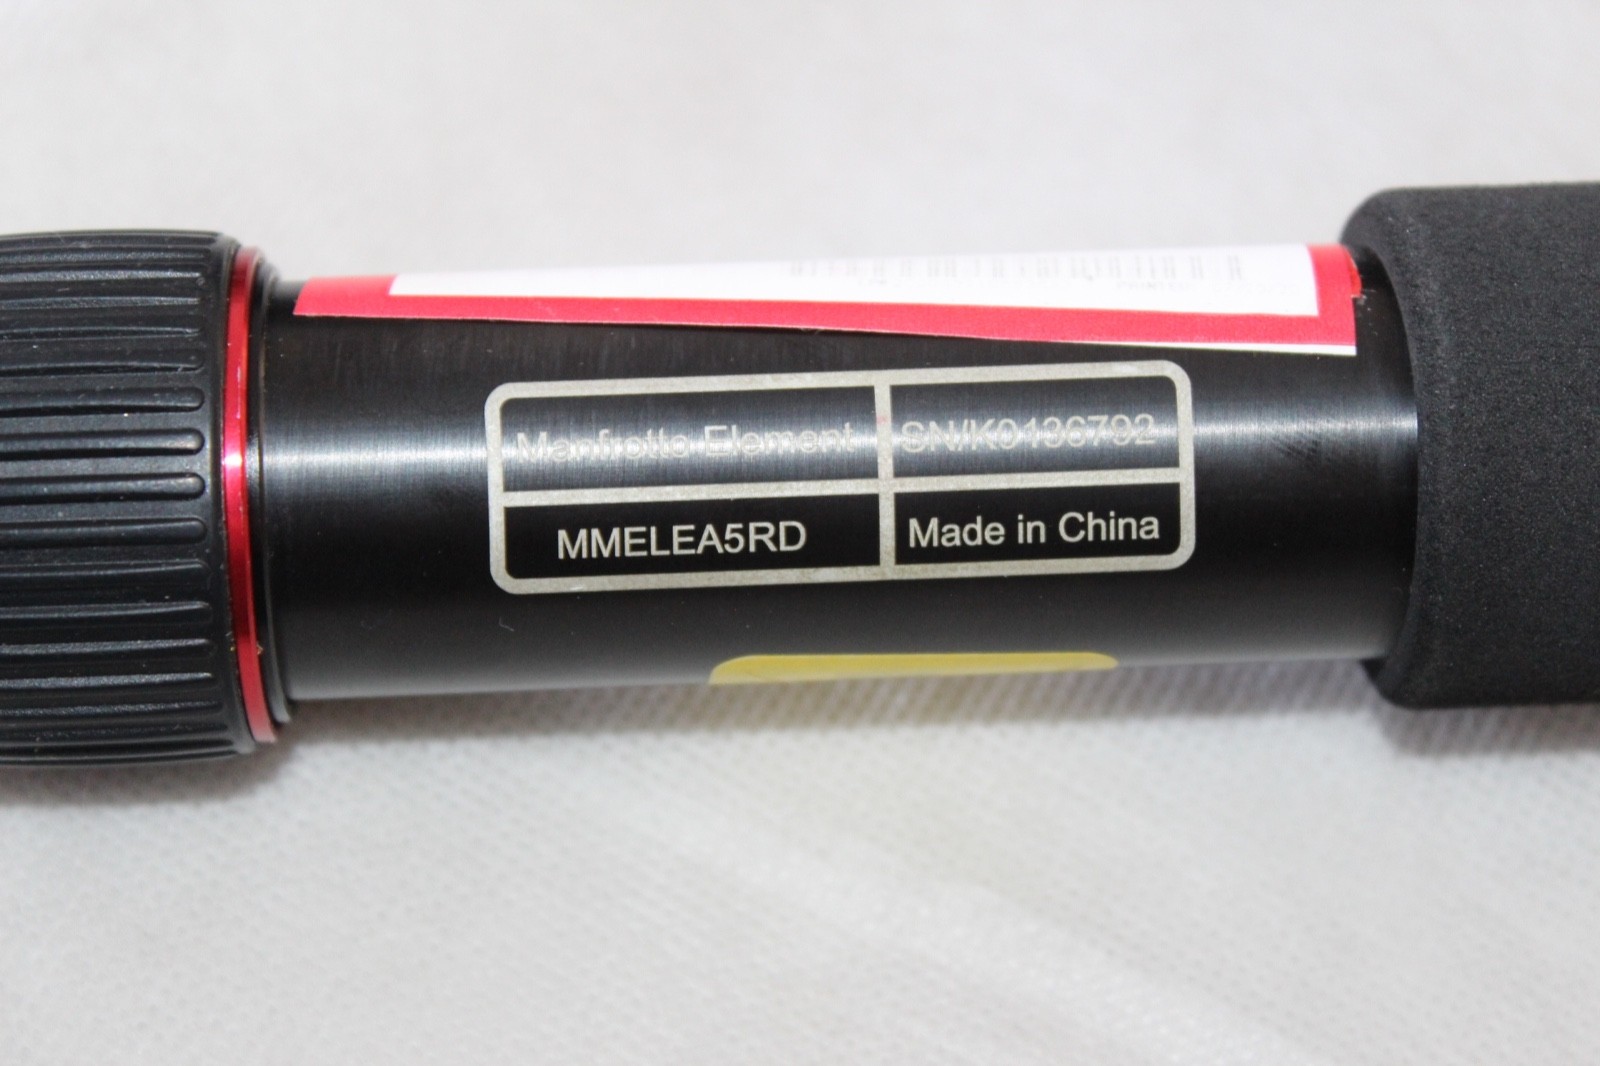 Manfrotto Element
SN/K0136792
MMELEA5RD
Made in China